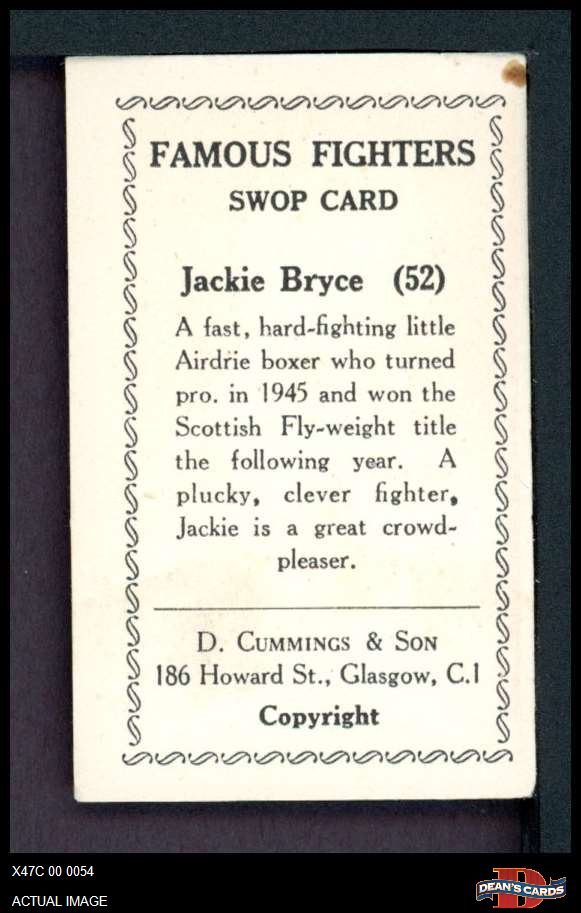 FAMOUS FIGHTERS
SWOP CARD
Jackie Bryce (52)
A fast, hard-fighting little
Airdrie boxer who turned
pro. in 1945 and won the
Scottish Fly-weight title
the following year. A
plucky, clever fighter,
Jackie is a great crowd-
pleaser.
D. CUMMINGS & SON
186 Howard St., Glasgow, C.1
Copyright
X47C 00 0054
ACTUAL IMAGE
D
DEAN'S CARDS